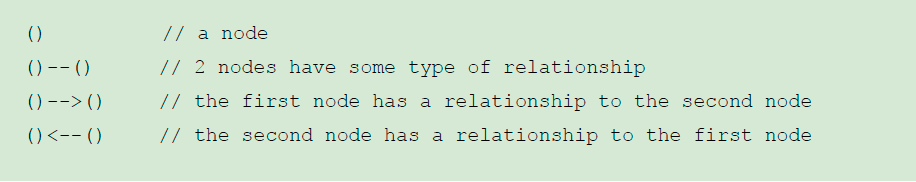 () // a node
()--() // 2 nodes have some type of relationship
()-->() // the first node has a relationship to the second node
()<--() // the second node has a relationship to the first node